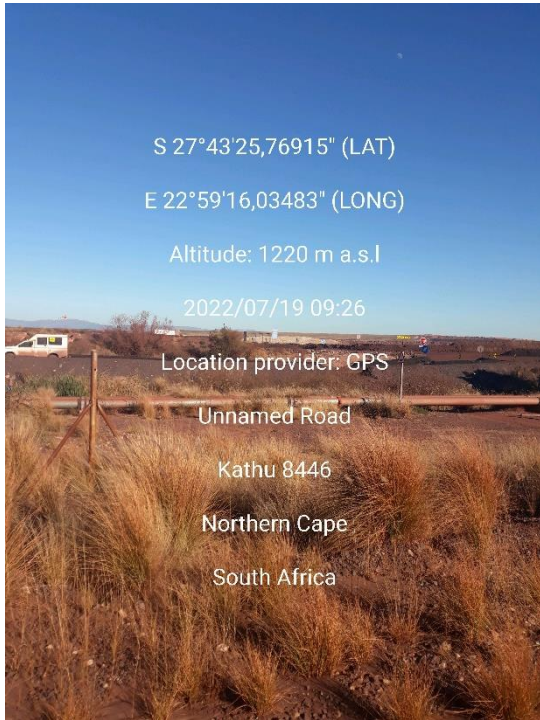 S 27°43'25,76915" (LAT)
E 22°59'16,03483" (LONG)
Altitude: 1220 m a.s.l
2022/07/19 09:26
Location provider: GPS
Unnamed Road
Kathu 8446
Northern Cape
South Africa